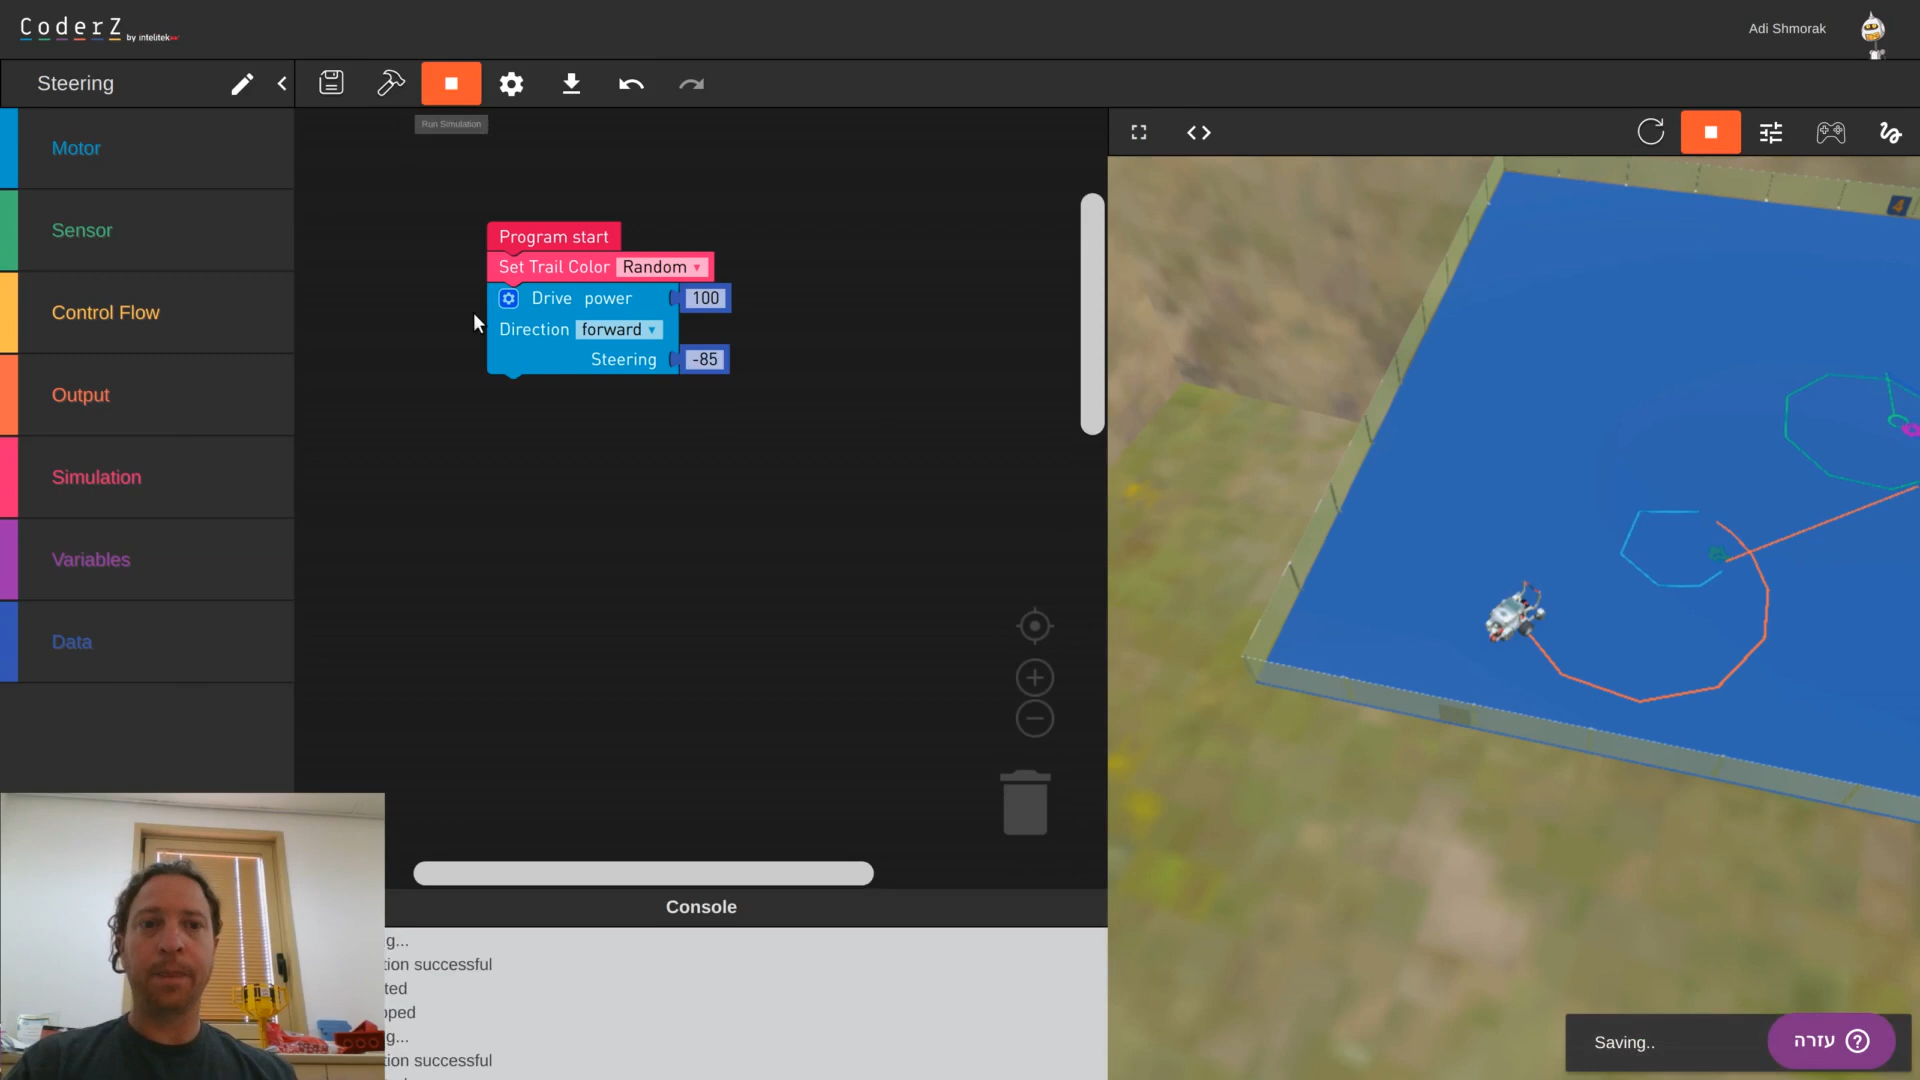 CoderZ
by intelitek
Adi Shmorak
Steering
Run Simulation
Motor
Sensor
Control Flow
Output
Simulation
Variables
Data
Program start
Set Trail Color Random
Drive power 100
Direction forward
Steering -85
4
Console
g...
tion successful
ted
pped
g...
tion successful
Saving..
עזרה